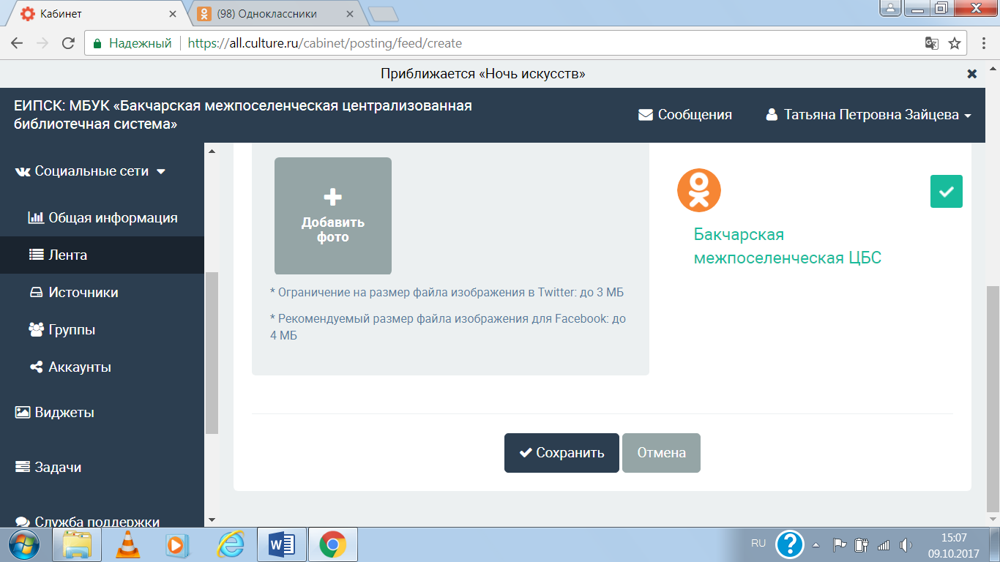 Кабинет
(98) Одноклассники
Надежный
https://all.culture.ru/cabinet/posting/feed/create
Приближается «Ночь искусств»
ЕИПСК: МБУК «Бакчарская межпоселенческая централизованная
библиотечная система»
Сообщения
Татьяна Петровна Зайцева
Социальные сети
Общая информация
Лента
Источники
Группы
Аккаунты
Виджеты
Задачи
Служба поддержки
Добавить
фото
* Ограничение на размер файла изображения в Twitter: до 3 МБ
* Рекомендуемый размер файла изображения для Facebook: до
4 МБ
Бакчарская
межпоселенческая ЦБС
Сохранить
Отмена
RU
15:07
09.10.2017